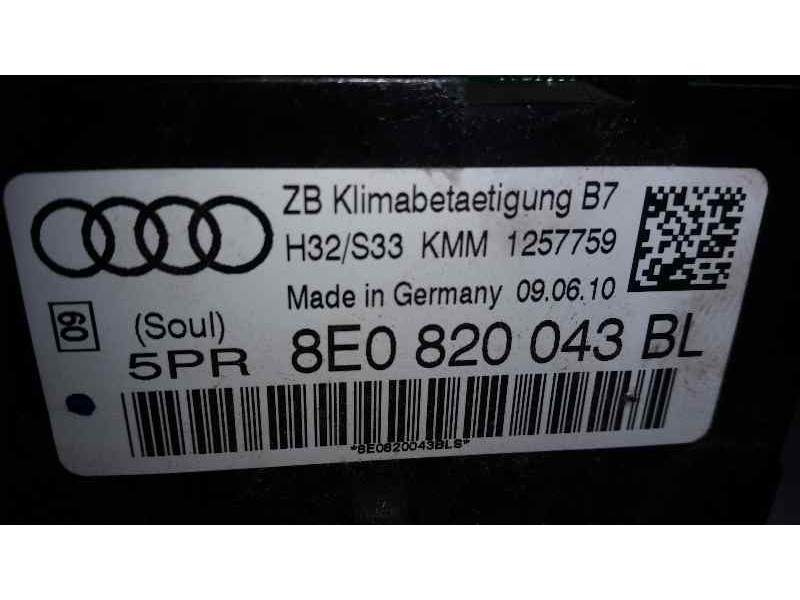 ZB Klimabetaetigung B7
H32/S33 KMM 1257759
Made in Germany 09.06.10
60
(Soul)
5PR 8E0 820 043 BL
*8E0820043BLS*